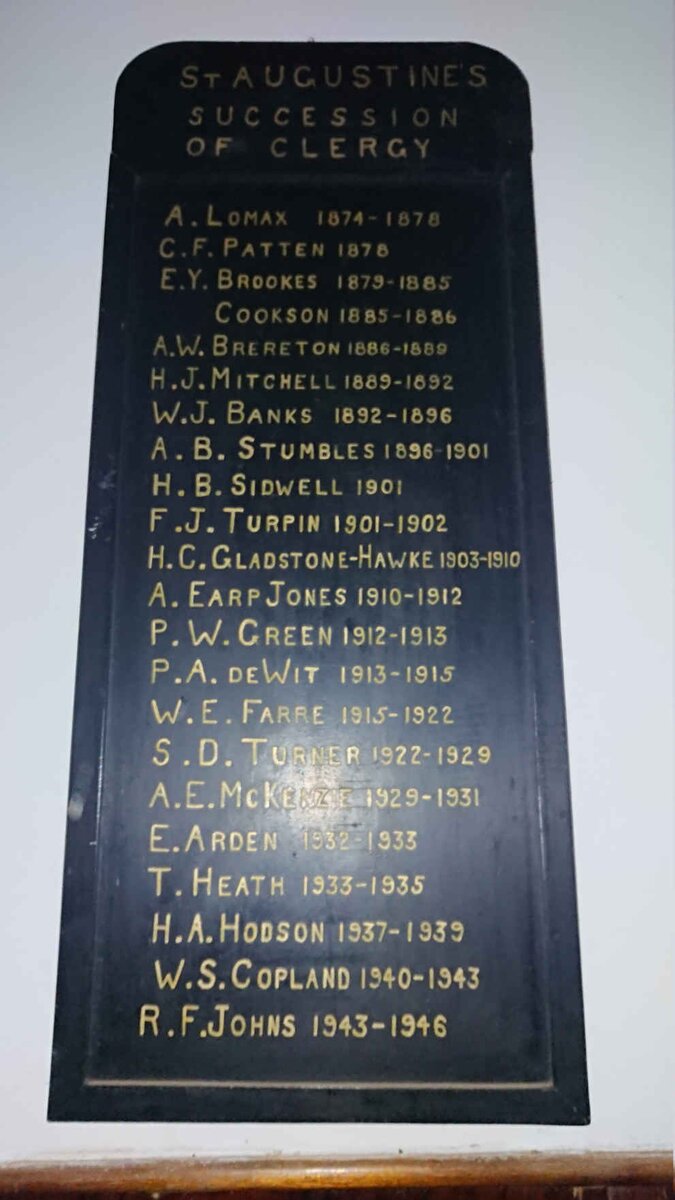 ST AUGUSTINE'S
SUCCESSION
OF CLERGY
A. LOMAX 1874-1878
C. F. PATTEN 1878
E.Y. BROOKES 1879-1885
COOKSON 1885-1886
A.W. BRERETON 1886-1889
H.J. MITCHELL 1889-1892
W.J. BANKS 1892-1896
A. B. STUMBLES 1896-1901
H. B. SIDWELL 1901
F. J. TURPIN 1901-1902
H. C. GLADSTONE-HAWKE 1903-1910
A. EARP JONES 1910-1912
P. W. GREEN 1912-1913
P. A. DEWIT 1913-1915
W. E. FARRE 1915-1922
S. D. TURNER 1922-1929
A. E. MCKENZIE 1929-1931
E. ARDEN 1932-1933
T. HEATH 1933-1935
H. A. HODSON 1937-1939
W. S. COPLAND 1940-1943
R. F. JOHNS 1943-1946